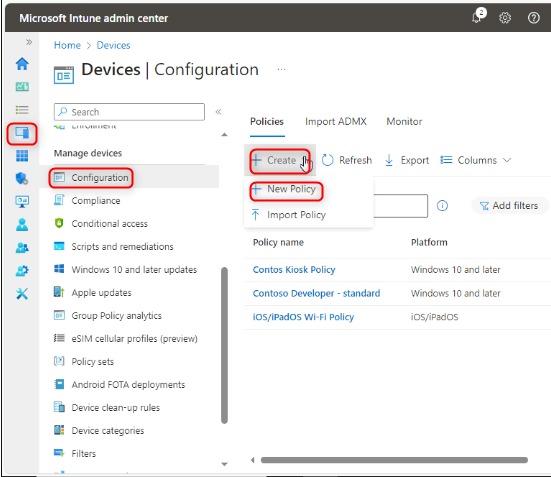 Microsoft Intune admin center
2
Home > Devices
Devices | Configuration
Search
Enrollment
Manage devices
Configuration
Compliance
Conditional access
Scripts and remediations
Windows 10 and later updates
Apple updates
Group Policy analytics
eSIM cellular profiles (preview)
Policy sets
Android FOTA deployments
Device clean-up rules
Device categories
Filters
Policies Import ADMX Monitor
Create Refresh Export Columns
New Policy
Import Policy
Add filters
Policy name Platform
Contos Kiosk Policy Windows 10 and later
Contoso Developer - standard Windows 10 and later
iOS/iPadOS Wi-Fi Policy iOS/iPadOS